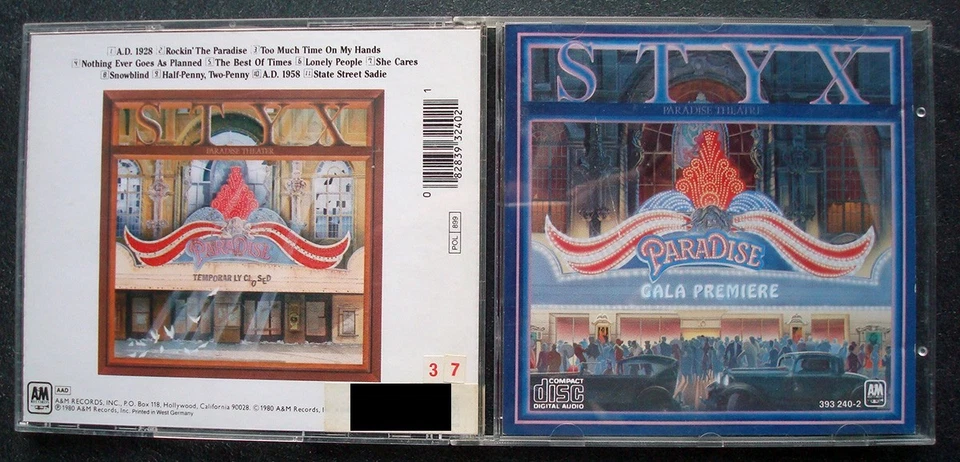 1 A.D. 1928 2 Rockin' The Paradise 3 Too Much Time On My Hands
4 Nothing Ever Goes As Planned 5 The Best Of Times 6 Lonely People 7 She Cares
8 Snowblind 9 Half-Penny, Two-Penny 10 A.D. 1958 11 State Street Sadie
STYX
PARADISE THEATER
PARADISE
TEMPORARILY CLOSED
0 82839 32402 1
POL 899
3 7
AM
AAD
A&M RECORDS, INC., P.O. Box 118, Hollywood, California 90028. © 1980 A&M Records, I
℗ 1980 A&M Records, Inc. Printed in West Germany
STYX
PARADISE THEATRE
PARADISE
GALA PREMIERE
COMPACT
disc
DIGITAL AUDIO
393 240-2
AM